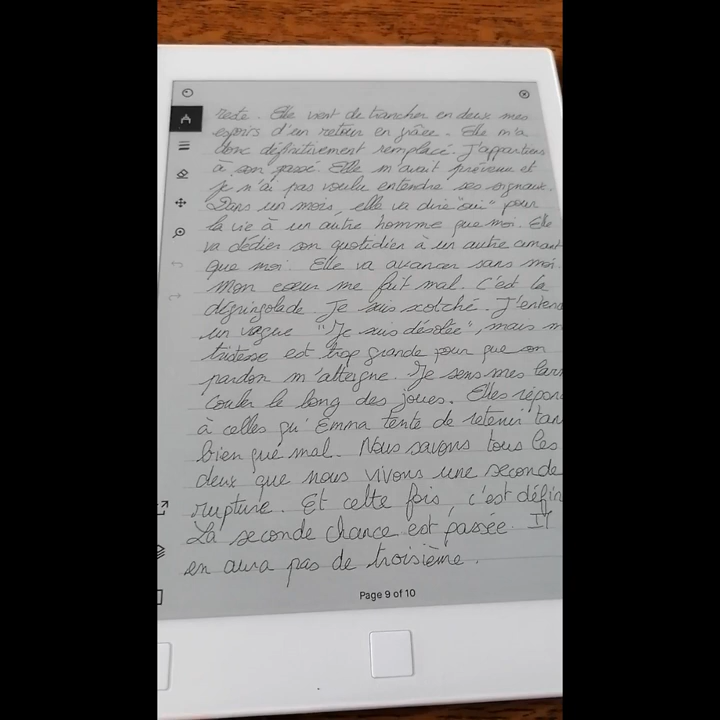 reste. Elle vient de trancher en deux mes
espoirs d'un retour en grâce. Elle m'a
donc définitivement remplacé. J'appartiens
à son passé. Elle m'avait prévenu et
je n'ai pas voulu entendre ses signaux.
Dans un mois, elle va dire "oui" pour
la vie à un autre homme que moi. Elle
va dédier son quotidien à un autre amant
que moi. Elle va avancer sans moi.
Mon cœur me fait mal. C'est la
dégringolade. Je suis scotché. J'entend
un vague "Je suis désolée", mais m
tristesse est trop grande pour que son
pardon m'atteigne. Je sens mes larm
couler le long des joues. Elles répon
à celles qu'Emma tente de retenir tan
bien que mal. Nous savons tous les
deux que nous vivons une seconde
rupture. Et cette fois, c'est défin
La seconde chance est passée. Il
en aura pas de troisième.
Page 9 of 10